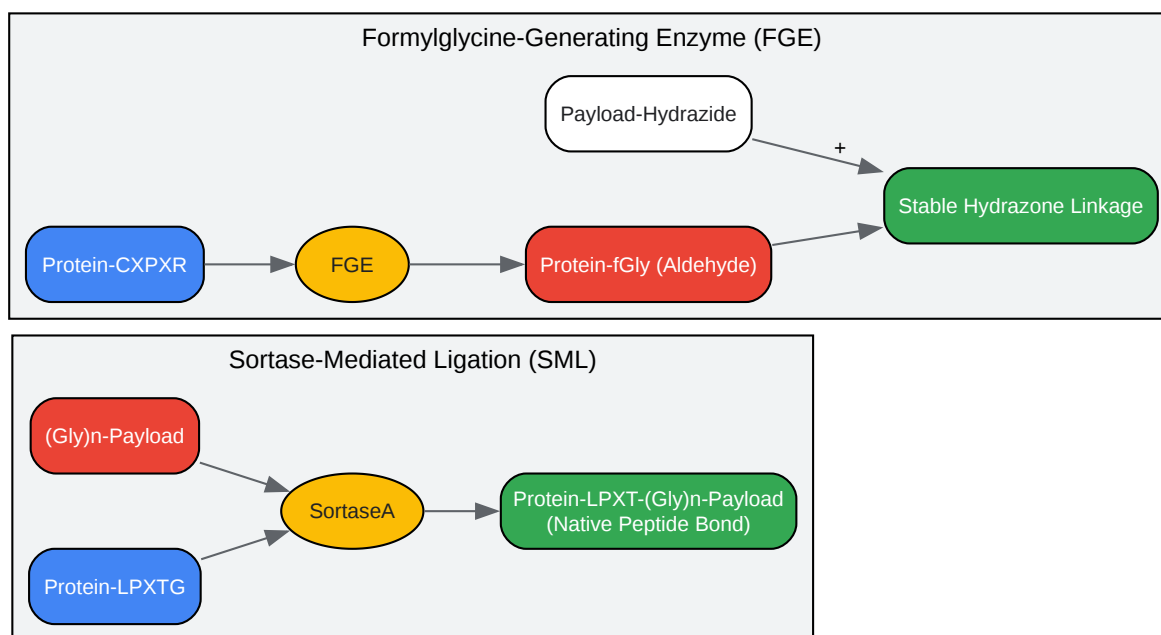 Formylglycine-Generating Enzyme (FGE)
Payload-Hydrazide
+
Stable Hydrazone Linkage
Protein-CXPXR
FGE
Protein-fGly (Aldehyde)
Sortase-Mediated Ligation (SML)
(Gly)n-Payload
SortaseA
Protein-LPXT-(Gly)n-Payload
(Native Peptide Bond)
Protein-LPXTG